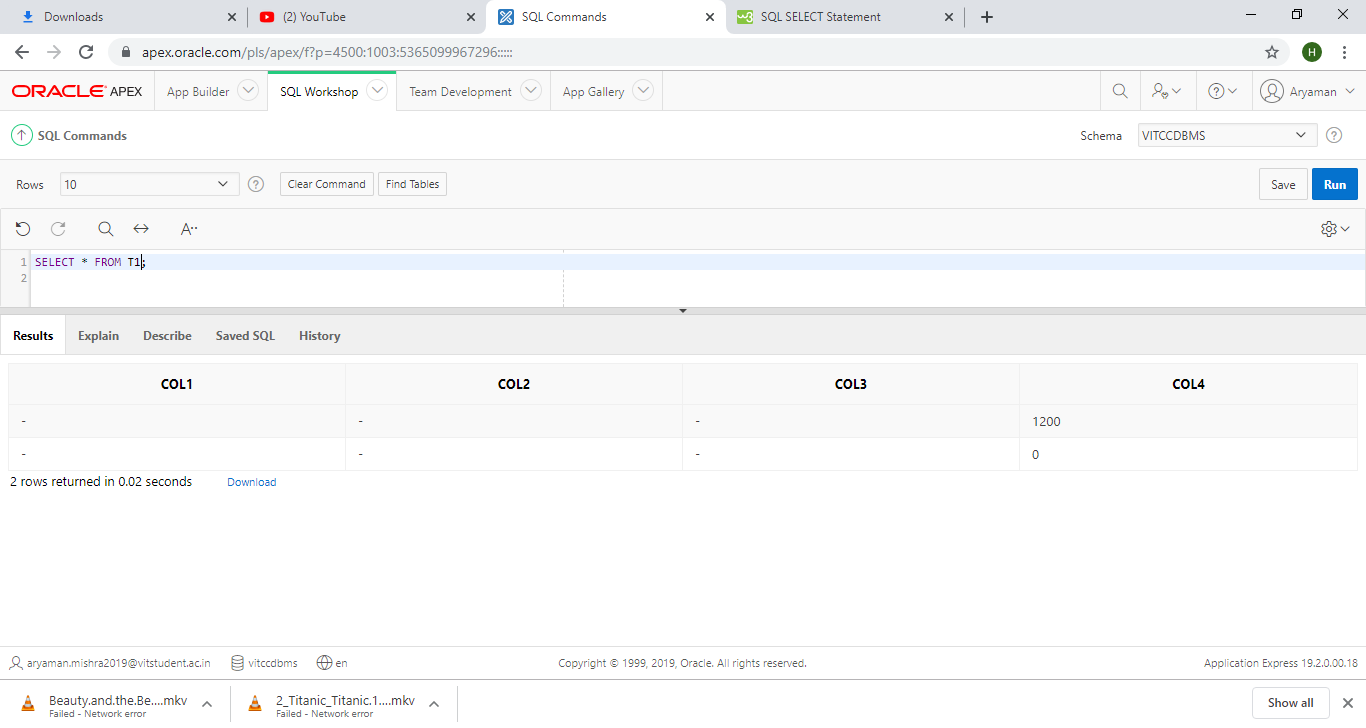 Downloads
(2) YouTube
SQL Commands
SQL SELECT Statement
apex.oracle.com/pls/apex/f?p=4500:1003:5365099967296:::::
H
ORACLE APEX
App Builder
SQL Workshop
Team Development
App Gallery
Aryaman
SQL Commands
Schema
VITCCDBMS
Rows
10
Clear Command
Find Tables
Save
Run
A··
1 SELECT * FROM T1;
2
Results
Explain
Describe
Saved SQL
History
COL1 COL2 COL3 COL4
- - - 1200
- - - 0
2 rows returned in 0.02 seconds
Download
aryaman.mishra2019@vitstudent.ac.in
vitccdbms
en
Copyright © 1999, 2019, Oracle. All rights reserved.
Application Express 19.2.0.00.18
Beauty.and.the.Be....mkv
Failed - Network error
2_Titanic_Titanic.1....mkv
Failed - Network error
Show all